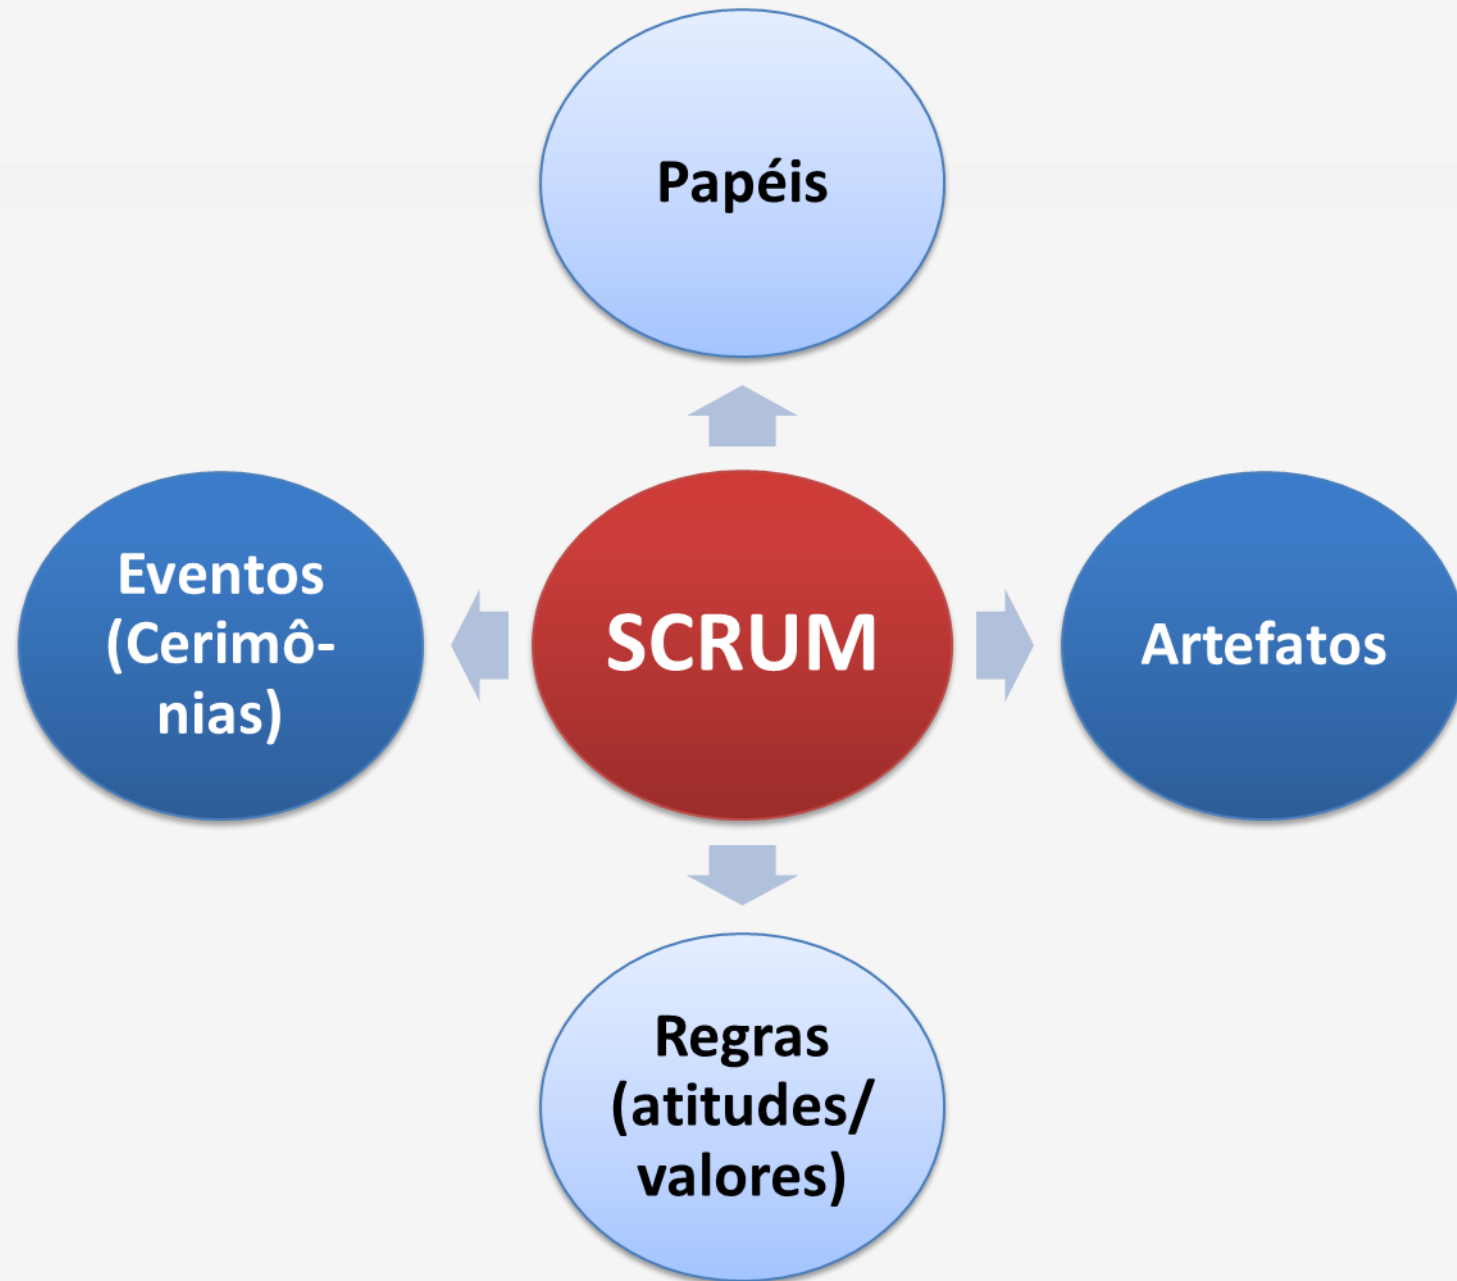 Papéis
Eventos
(Cerimô-
nias)
SCRUM
Artefatos
Regras
(atitudes/
valores)